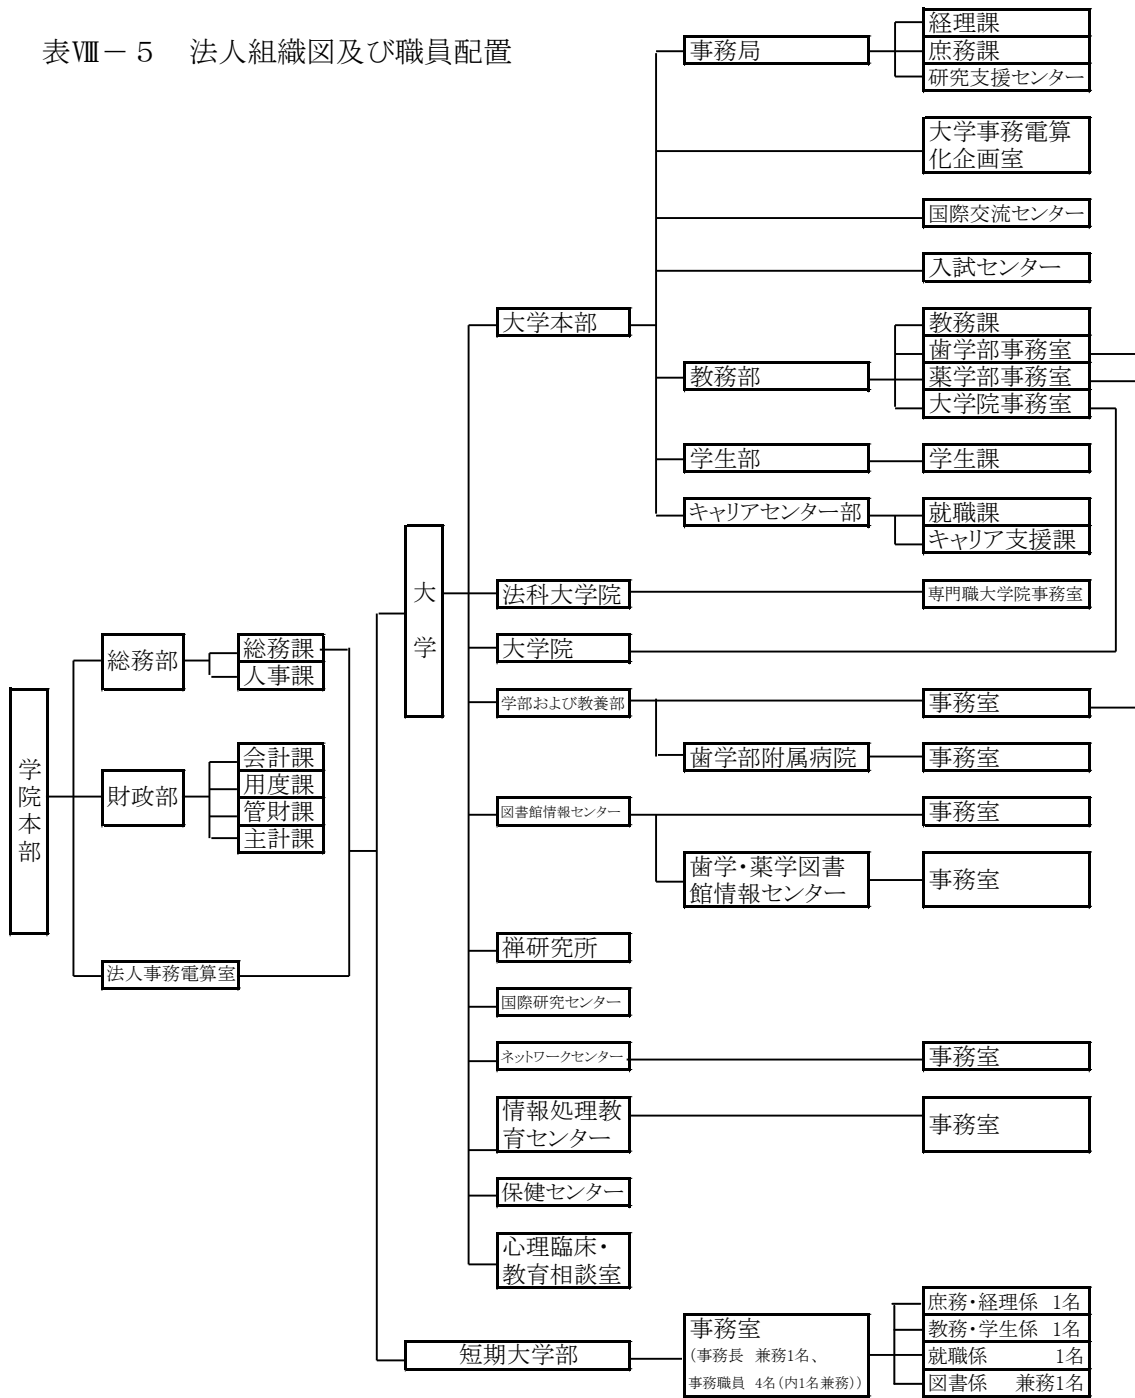 表Ⅷ－５　法人組織図及び職員配置
事務局
経理課
庶務課
研究支援センター
大学事務電算
化企画室
国際交流センター
入試センター
大学本部
教務部
教務課
歯学部事務室
薬学部事務室
大学院事務室
学生部
学生課
キャリアセンター部
就職課
キャリア支援課
大
学
法科大学院
専門職大学院事務室
大学院
学部および教養部
事務室
歯学部附属病院
事務室
図書館情報センター
事務室
歯学・薬学図書
館情報センター
事務室
禅研究所
国際研究センター
ネットワークセンター
事務室
情報処理教
育センター
事務室
保健センター
心理臨床・
教育相談室
学
院
本
部
総務部
総務課
人事課
財政部
会計課
用度課
管財課
主計課
法人事務電算室
短期大学部
事務室
(事務長　兼務1名、
事務職員　4名(内1名兼務))
庶務・経理係　1名
教務・学生係　1名
就職係　1名
図書係　兼務1名